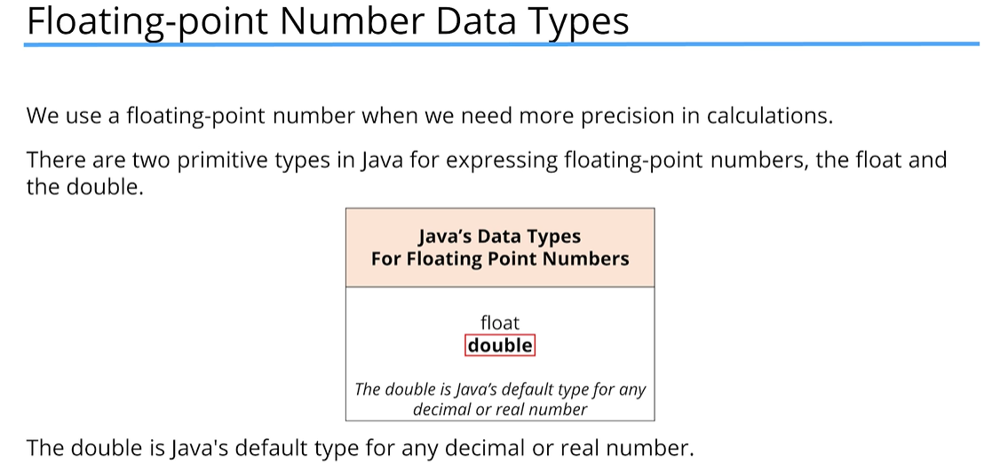 Floating-point Number Data Types
We use a floating-point number when we need more precision in calculations.
There are two primitive types in Java for expressing floating-point numbers, the float and
the double.
Java’s Data Types
For Floating Point Numbers
float
double
The double is Java’s default type for any
decimal or real number
The double is Java's default type for any decimal or real number.